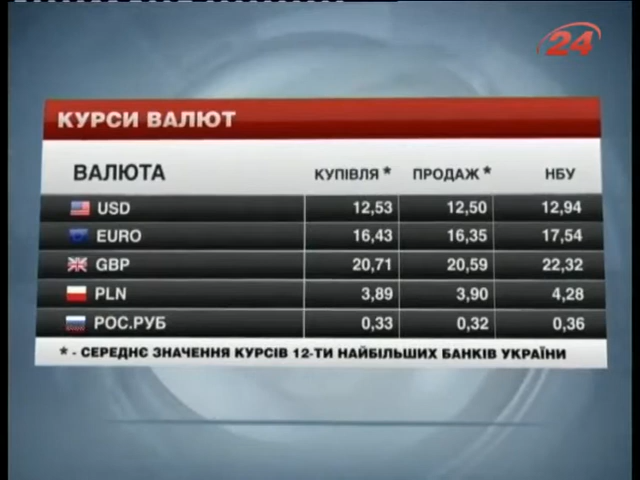 24
КУРСИ ВАЛЮТ
ВАЛЮТА КУПІВЛЯ * ПРОДАЖ * НБУ
USD 12,53 12,50 12,94
EURO 16,43 16,35 17,54
GBP 20,71 20,59 22,32
PLN 3,89 3,90 4,28
РОС.РУБ 0,33 0,32 0,36
* - СЕРЕДНЄ ЗНАЧЕННЯ КУРСІВ 12-ТИ НАЙБІЛЬШИХ БАНКІВ УКРАЇНИ